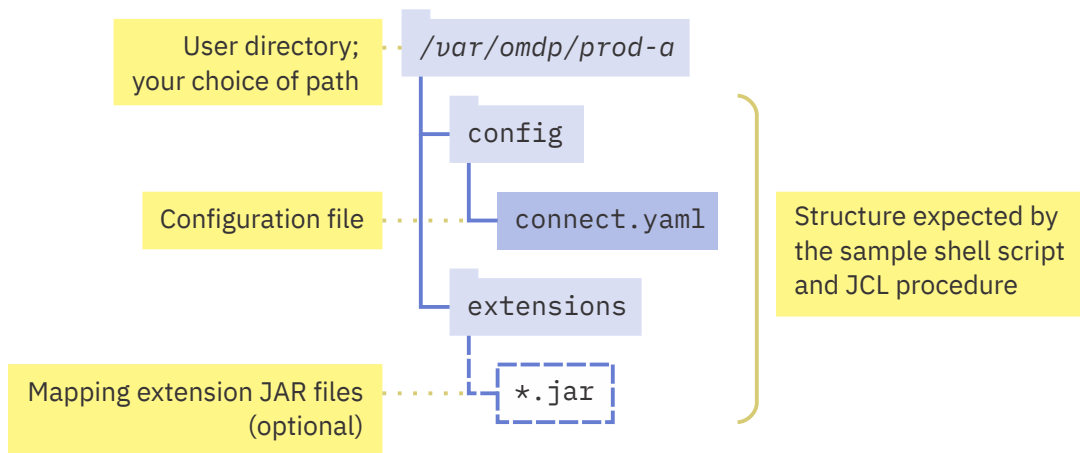 User directory;
your choice of path
/var/omdp/prod-a
config
Configuration file
connect.yaml
Structure expected by
the sample shell script
and JCL procedure
extensions
Mapping extension JAR files
(optional)
*.jar